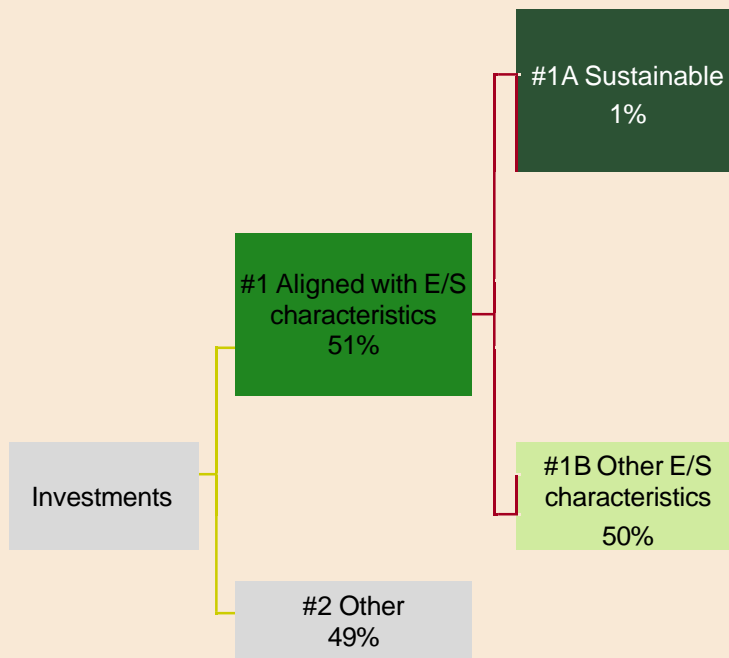 #1A Sustainable
1%
#1 Aligned with E/S
characteristics
51%
Investments
#1B Other E/S
characteristics
50%
#2 Other
49%